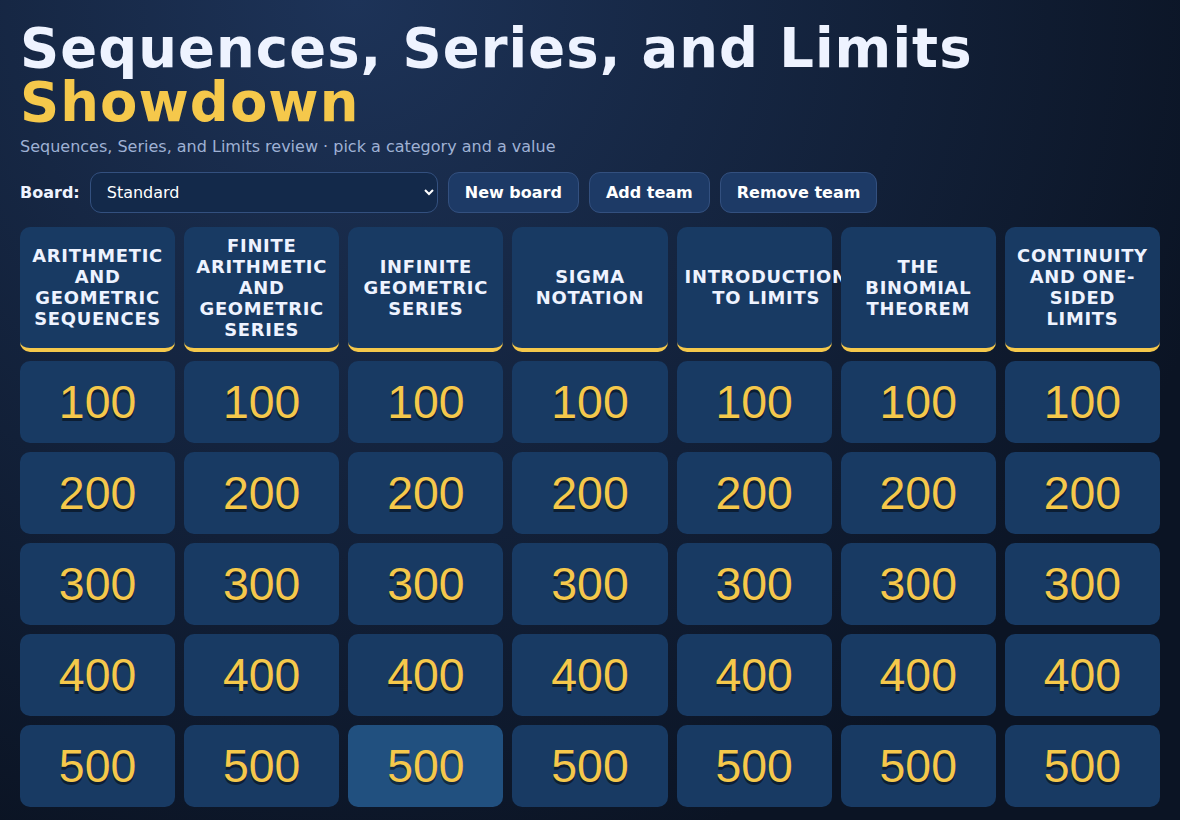 Sequences, Series, and Limits
Showdown
Sequences, Series, and Limits review · pick a category and a value
Board: Standard New board Add team Remove team
ARITHMETIC
AND
GEOMETRIC
SEQUENCES
FINITE
ARITHMETIC
AND
GEOMETRIC
SERIES
INFINITE
GEOMETRIC
SERIES
SIGMA
NOTATION
INTRODUCTION
TO LIMITS
THE
BINOMIAL
THEOREM
CONTINUITY
AND ONE-
SIDED
LIMITS
100 100 100 100 100 100 100
200 200 200 200 200 200 200
300 300 300 300 300 300 300
400 400 400 400 400 400 400
500 500 500 500 500 500 500